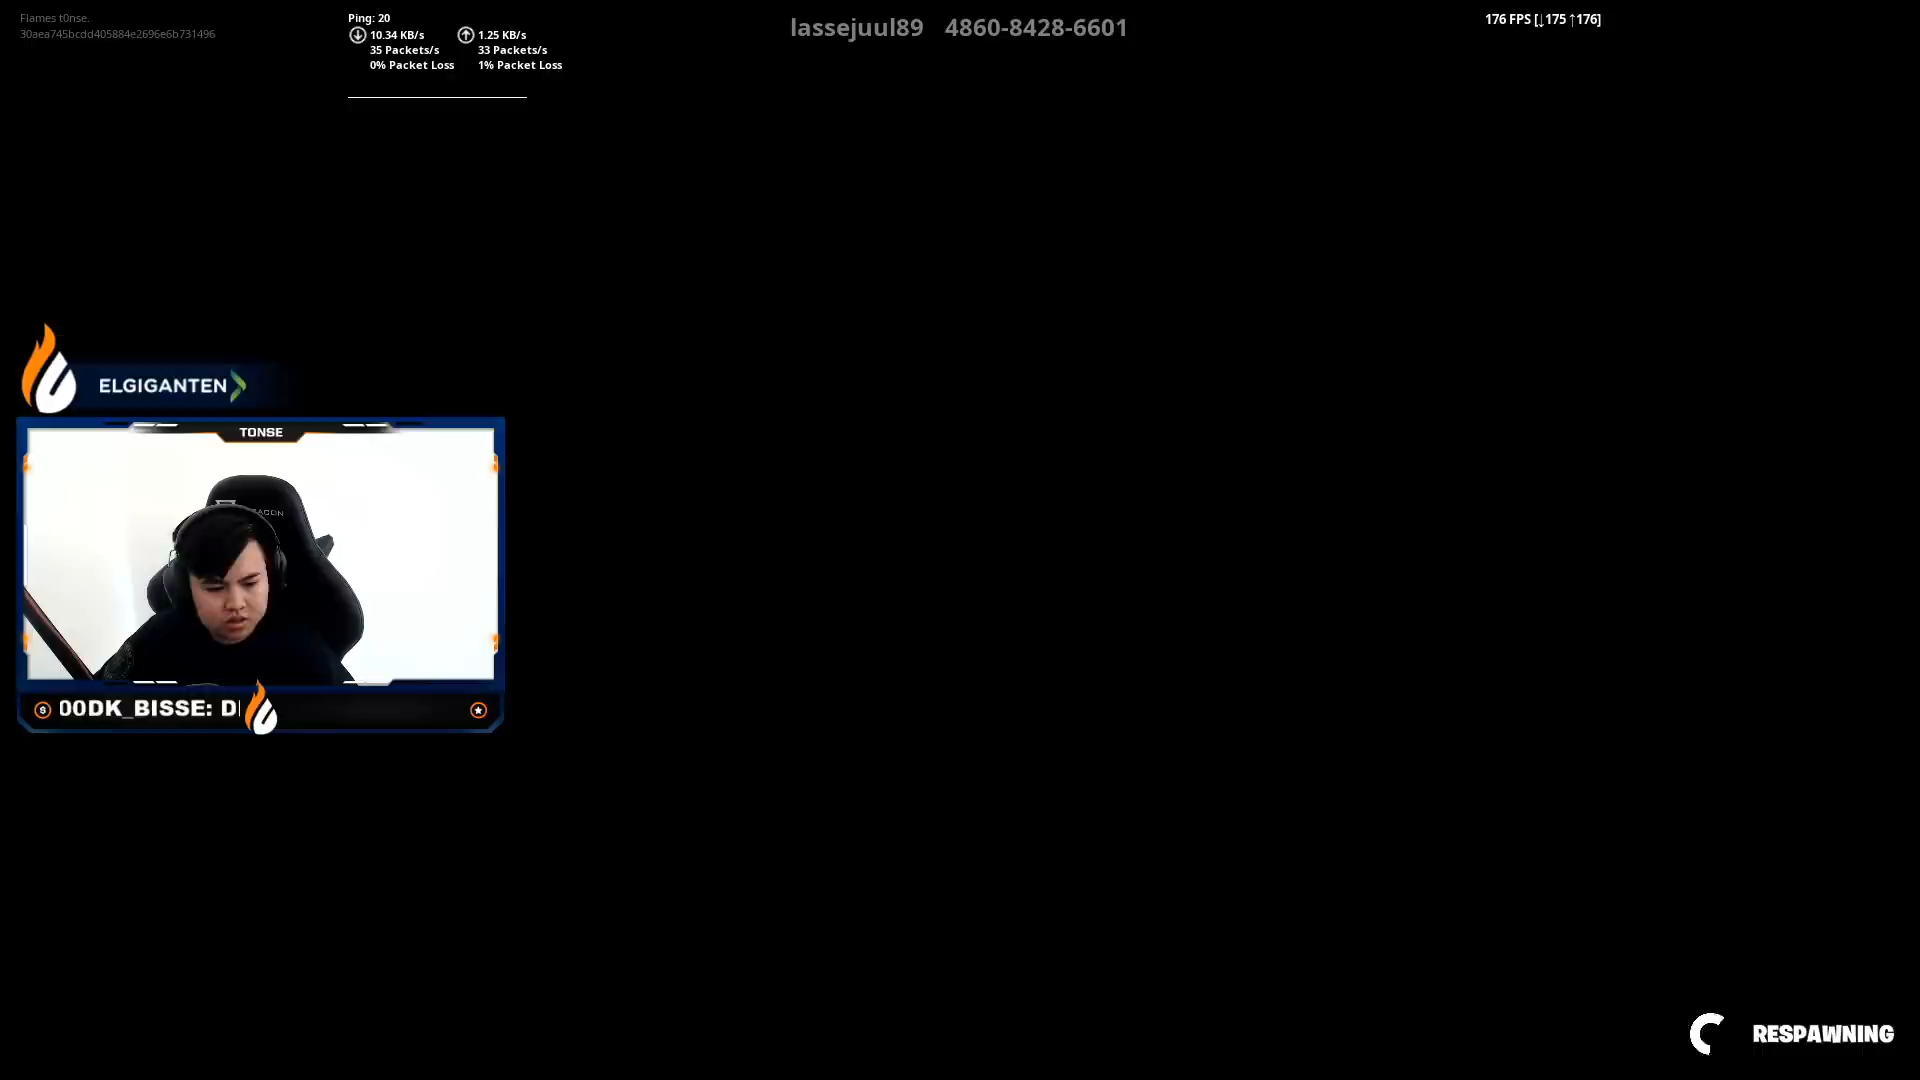 Flames t0nse.
30aea745bcdd405884e2696e6b731496
Ping: 20
10.34 KB/s 1.25 KB/s
35 Packets/s 33 Packets/s
0% Packet Loss 1% Packet Loss
lassejuul89 4860-8428-6601
176 FPS [↓175 ↑176]
ELGIGANTEN
TONSE
00DK_BISSE: D
RESPAWNING